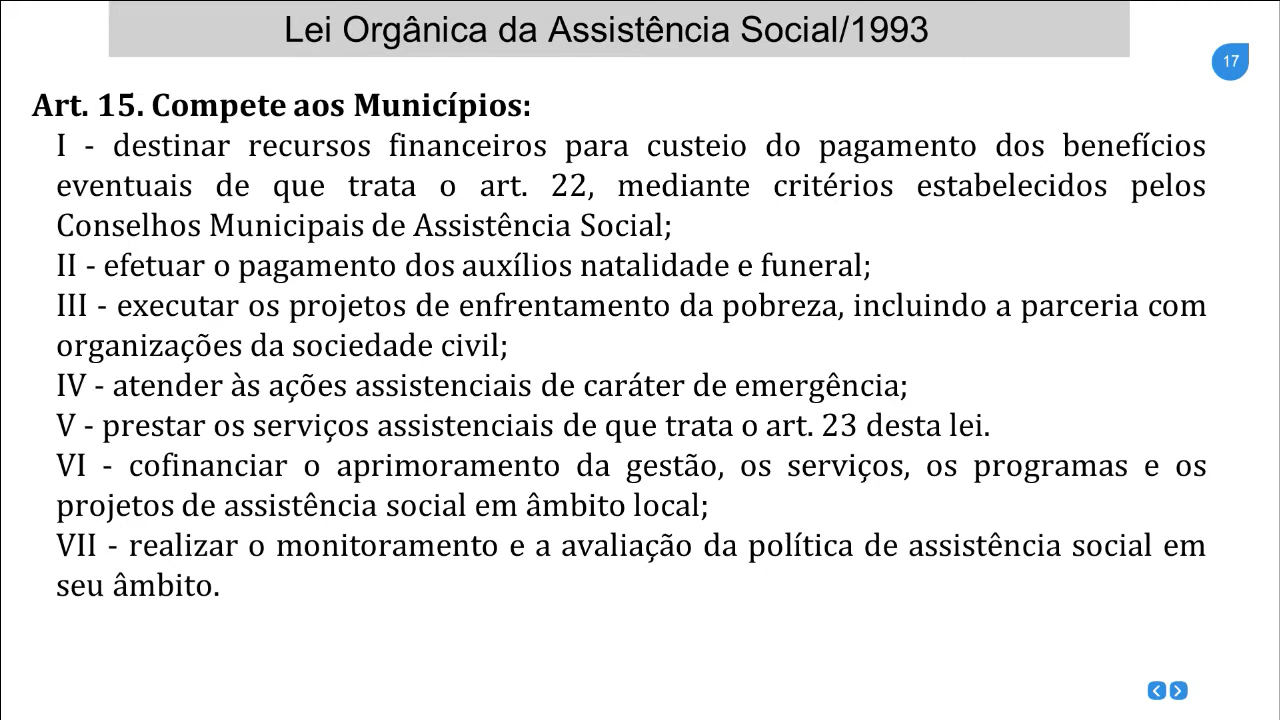 Lei Orgânica da Assistência Social/1993
17
Art. 15. Compete aos Municípios:
I - destinar recursos financeiros para custeio do pagamento dos benefícios
eventuais de que trata o art. 22, mediante critérios estabelecidos pelos
Conselhos Municipais de Assistência Social;
II - efetuar o pagamento dos auxílios natalidade e funeral;
III - executar os projetos de enfrentamento da pobreza, incluindo a parceria com
organizações da sociedade civil;
IV - atender às ações assistenciais de caráter de emergência;
V - prestar os serviços assistenciais de que trata o art. 23 desta lei.
VI - cofinanciar o aprimoramento da gestão, os serviços, os programas e os
projetos de assistência social em âmbito local;
VII - realizar o monitoramento e a avaliação da política de assistência social em
seu âmbito.